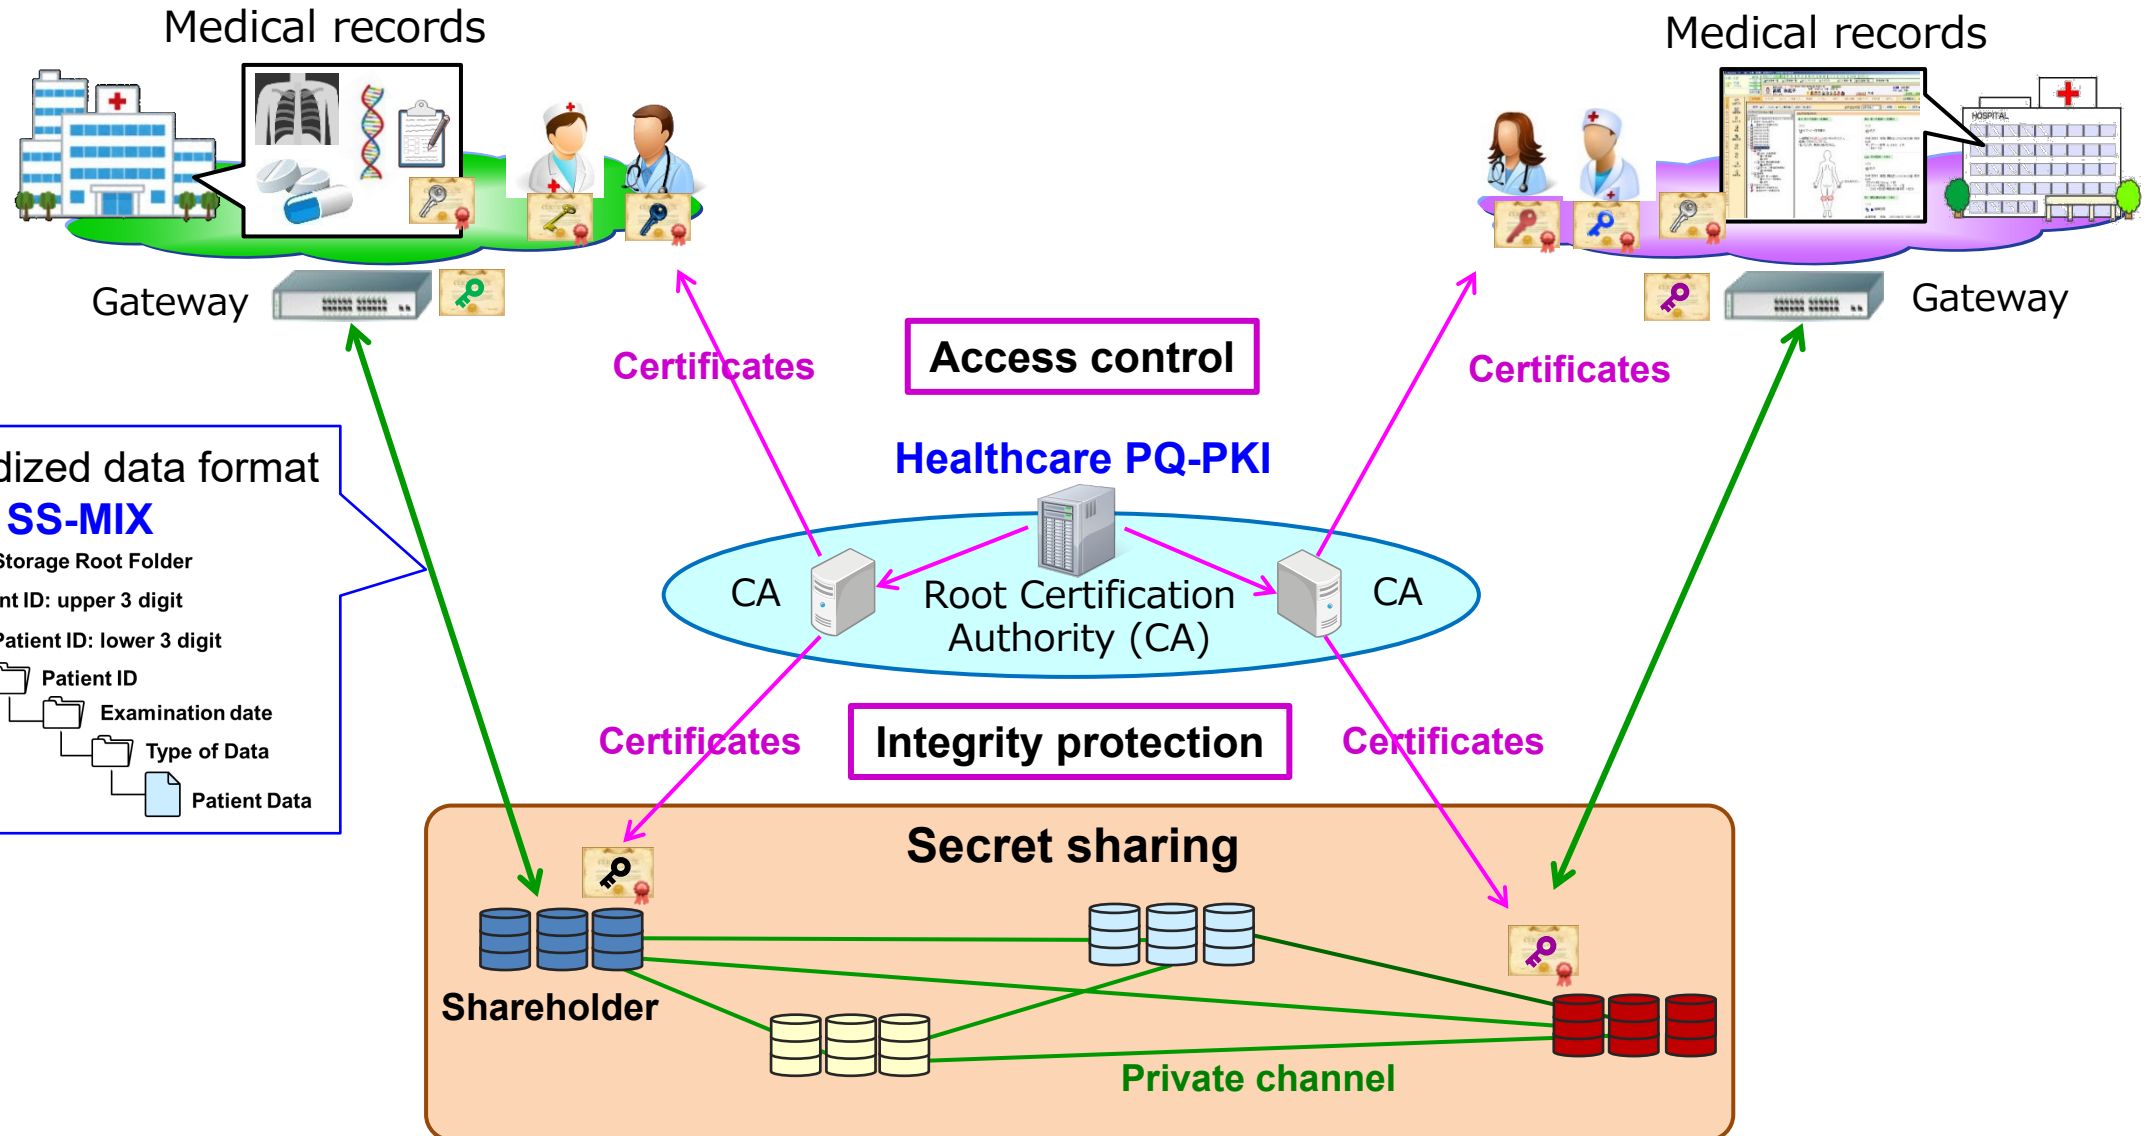 Medical records
Medical records
HOSPITAL
Gateway
Gateway
Certificates
Access control
Certificates
dized data format
SS-MIX
Storage Root Folder
nt ID: upper 3 digit
Patient ID: lower 3 digit
Patient ID
Examination date
Type of Data
Patient Data
Healthcare PQ-PKI
CA
Root Certification
Authority (CA)
CA
Certificates
Integrity protection
Certificates
Secret sharing
Shareholder
Private channel